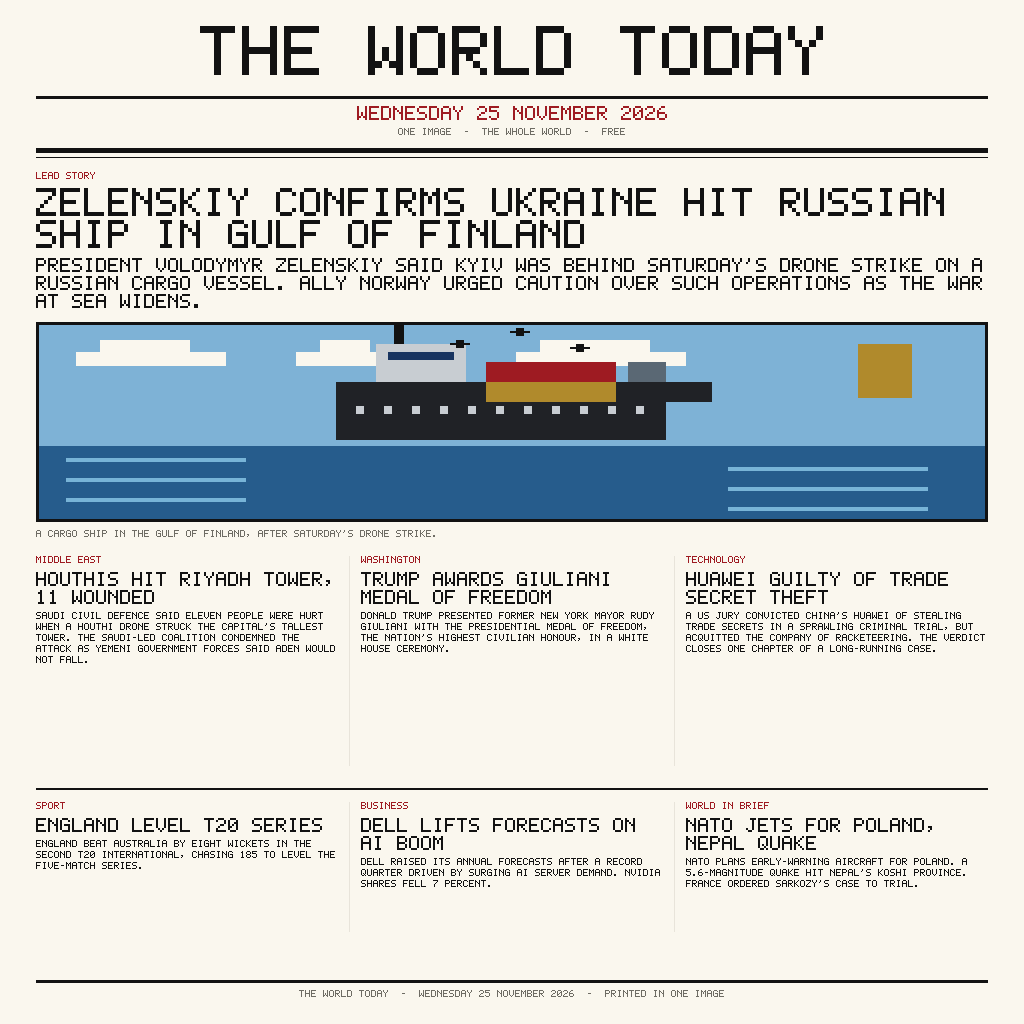 THE WORLD TODAY
WEDNESDAY 25 NOVEMBER 2026
ONE IMAGE - THE WHOLE WORLD - FREE
LEAD STORY
ZELENSKIY CONFIRMS UKRAINE HIT RUSSIAN
SHIP IN GULF OF FINLAND
PRESIDENT VOLODYMYR ZELENSKIY SAID KYIV WAS BEHIND SATURDAY'S DRONE STRIKE ON A
RUSSIAN CARGO VESSEL. ALLY NORWAY URGED CAUTION OVER SUCH OPERATIONS AS THE WAR
AT SEA WIDENS.
A CARGO SHIP IN THE GULF OF FINLAND, AFTER SATURDAY'S DRONE STRIKE.
MIDDLE EAST
HOUTHIS HIT RIYADH TOWER,
11 WOUNDED
SAUDI CIVIL DEFENCE SAID ELEVEN PEOPLE WERE HURT
WHEN A HOUTHI DRONE STRUCK THE CAPITAL'S TALLEST
TOWER. THE SAUDI-LED COALITION CONDEMNED THE
ATTACK AS YEMENI GOVERNMENT FORCES SAID ADEN WOULD
NOT FALL.
WASHINGTON
TRUMP AWARDS GIULIANI
MEDAL OF FREEDOM
DONALD TRUMP PRESENTED FORMER NEW YORK MAYOR RUDY
GIULIANI WITH THE PRESIDENTIAL MEDAL OF FREEDOM,
THE NATION'S HIGHEST CIVILIAN HONOUR, IN A WHITE
HOUSE CEREMONY.
TECHNOLOGY
HUAWEI GUILTY OF TRADE
SECRET THEFT
A US JURY CONVICTED CHINA'S HUAWEI OF STEALING
TRADE SECRETS IN A SPRAWLING CRIMINAL TRIAL, BUT
ACQUITTED THE COMPANY OF RACKETEERING. THE VERDICT
CLOSES ONE CHAPTER OF A LONG-RUNNING CASE.
SPORT
ENGLAND LEVEL T20 SERIES
ENGLAND BEAT AUSTRALIA BY EIGHT WICKETS IN THE
SECOND T20 INTERNATIONAL, CHASING 185 TO LEVEL THE
FIVE-MATCH SERIES.
BUSINESS
DELL LIFTS FORECASTS ON
AI BOOM
DELL RAISED ITS ANNUAL FORECASTS AFTER A RECORD
QUARTER DRIVEN BY SURGING AI SERVER DEMAND. NVIDIA
SHARES FELL 7 PERCENT.
WORLD IN BRIEF
NATO JETS FOR POLAND,
NEPAL QUAKE
NATO PLANS EARLY-WARNING AIRCRAFT FOR POLAND. A
5.6-MAGNITUDE QUAKE HIT NEPAL'S KOSHI PROVINCE.
FRANCE ORDERED SARKOZY'S CASE TO TRIAL.
THE WORLD TODAY - WEDNESDAY 25 NOVEMBER 2026 - PRINTED IN ONE IMAGE